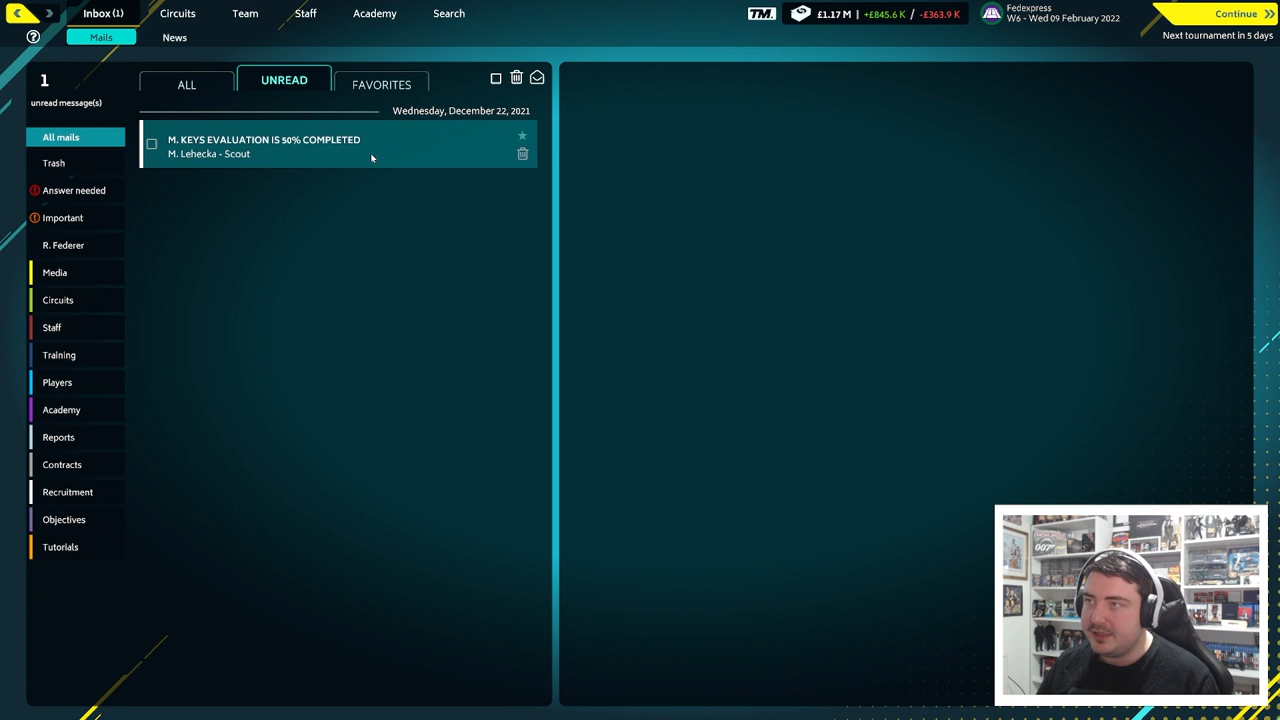 Inbox (1)
Circuits
Team
Staff
Academy
Search
TM.
£1.17 M | +£845.6 K / -£363.9 K
Fedexpress
W6 - Wed 09 February 2022
Continue
Next tournament in 5 days
Mails
News
1
unread message(s)
All mails
Trash
Answer needed
Important
R. Federer
Media
Circuits
Staff
Training
Players
Academy
Reports
Contracts
Recruitment
Objectives
Tutorials
ALL
UNREAD
FAVORITES
Wednesday, December 22, 2021
M. KEYS EVALUATION IS 50% COMPLETED
M. Lehecka - Scout
007